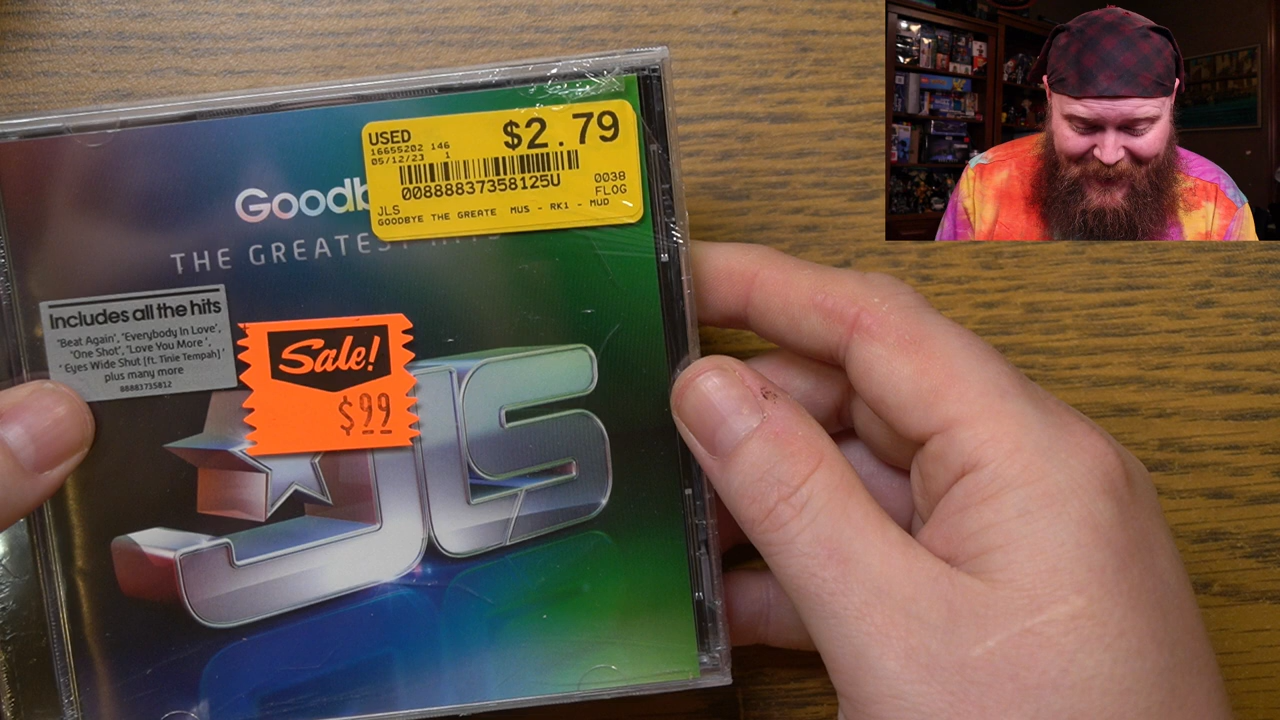 USED $2.79
16655202 146
05/12/23 1
00888837358125U
0038
JLS FLOG
GOODBYE THE GREATE MUS - RK1 - MUD
Goodb
THE GREATES HITS
Includes all the hits
'Beat Again', 'Everybody In Love',
'One Shot', 'Love You More',
'Eyes Wide Shut [ft. Tinie Tempah]'
plus many more
88883735812
Sale!
$99
JLS